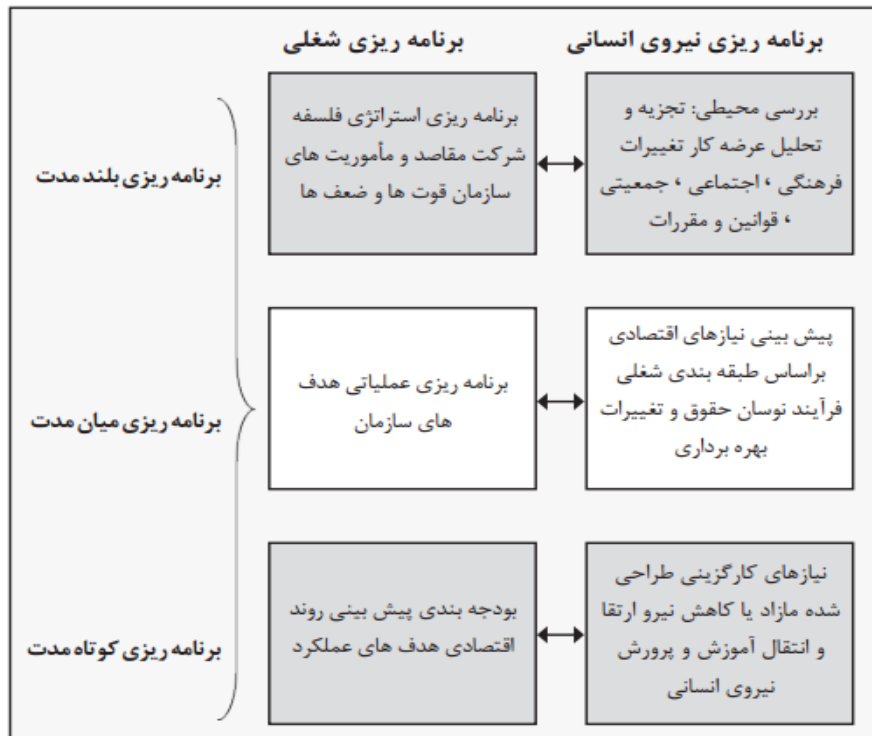 برنامه ریزی نیروی انسانی
برنامه ریزی شغلی
بررسی محیطی: تجزیه و
تحلیل عرضه کار تغییرات
فرهنگی ، اجتماعی ، جمعیتی
، قوانین و مقررات
برنامه ریزی استراتژی فلسفه
شرکت مقاصد و مأموریت های
سازمان قوت ها و ضعف ها
برنامه ریزی بلند مدت
پیش بینی نیازهای اقتصادی
براساس طبقه بندی شغلی
فرآیند نوسان حقوق و تغییرات
بهره برداری
برنامه ریزی عملیاتی هدف
های سازمان
برنامه ریزی میان مدت
نیازهای کارگزینی طراحی
شده مازاد یا کاهش نیرو ارتقا
و انتقال آموزش و پرورش
نیروی انسانی
بودجه بندی پیش بینی روند
اقتصادی هدف های عملکرد
برنامه ریزی کوتاه مدت